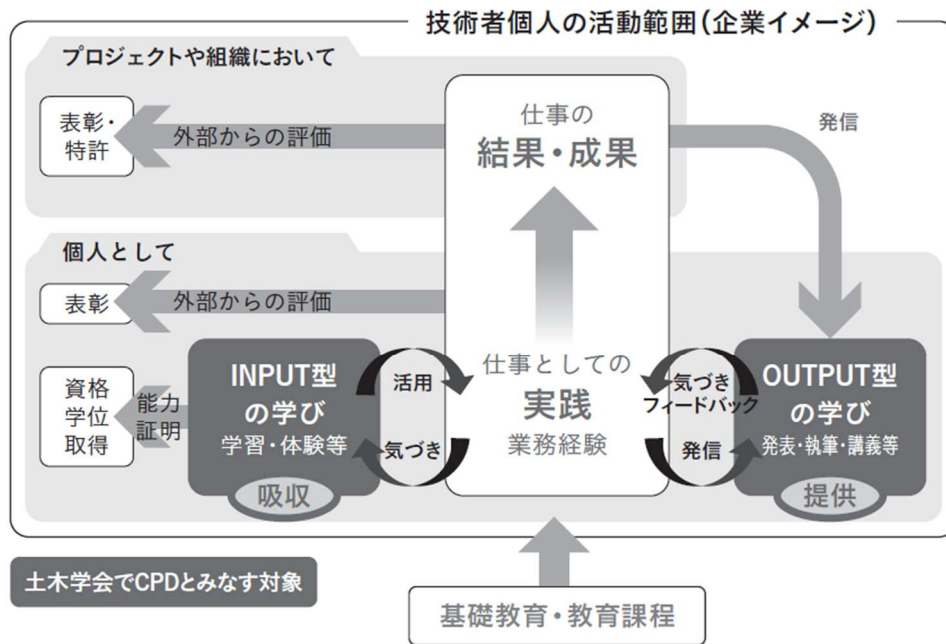 技術者個人の活動範囲(企業イメージ)
プロジェクトや組織において
表彰・
特許
外部からの評価
仕事の
結果・成果
発信
個人として
表彰
外部からの評価
資格
学位
取得
能力
証明
INPUT型
の学び
学習・体験等
吸収
活用
気づき
仕事としての
実践
業務経験
気づき
フィードバック
発信
OUTPUT型
の学び
発表・執筆・講義等
提供
土木学会でCPDとみなす対象
基礎教育・教育課程